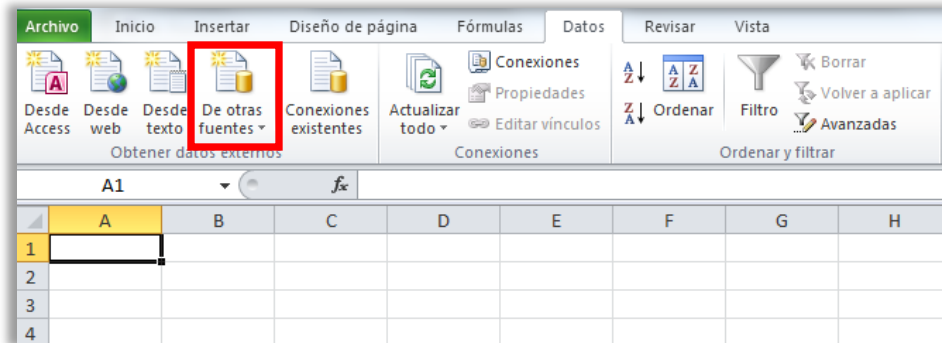 Archivo Inicio Insertar Diseño de página Fórmulas Datos Revisar Vista
Desde Access
Desde web
Desde texto
De otras fuentes
Conexiones existentes
Obtener datos externos
Actualizar todo
Conexiones
Propiedades
Editar vínculos
Conexiones
A Z
Z A
A Z
Z A
Ordenar
Filtro
Borrar
Volver a aplicar
Avanzadas
Ordenar y filtrar
A1 fx
A B C D E F G H
1
2
3
4